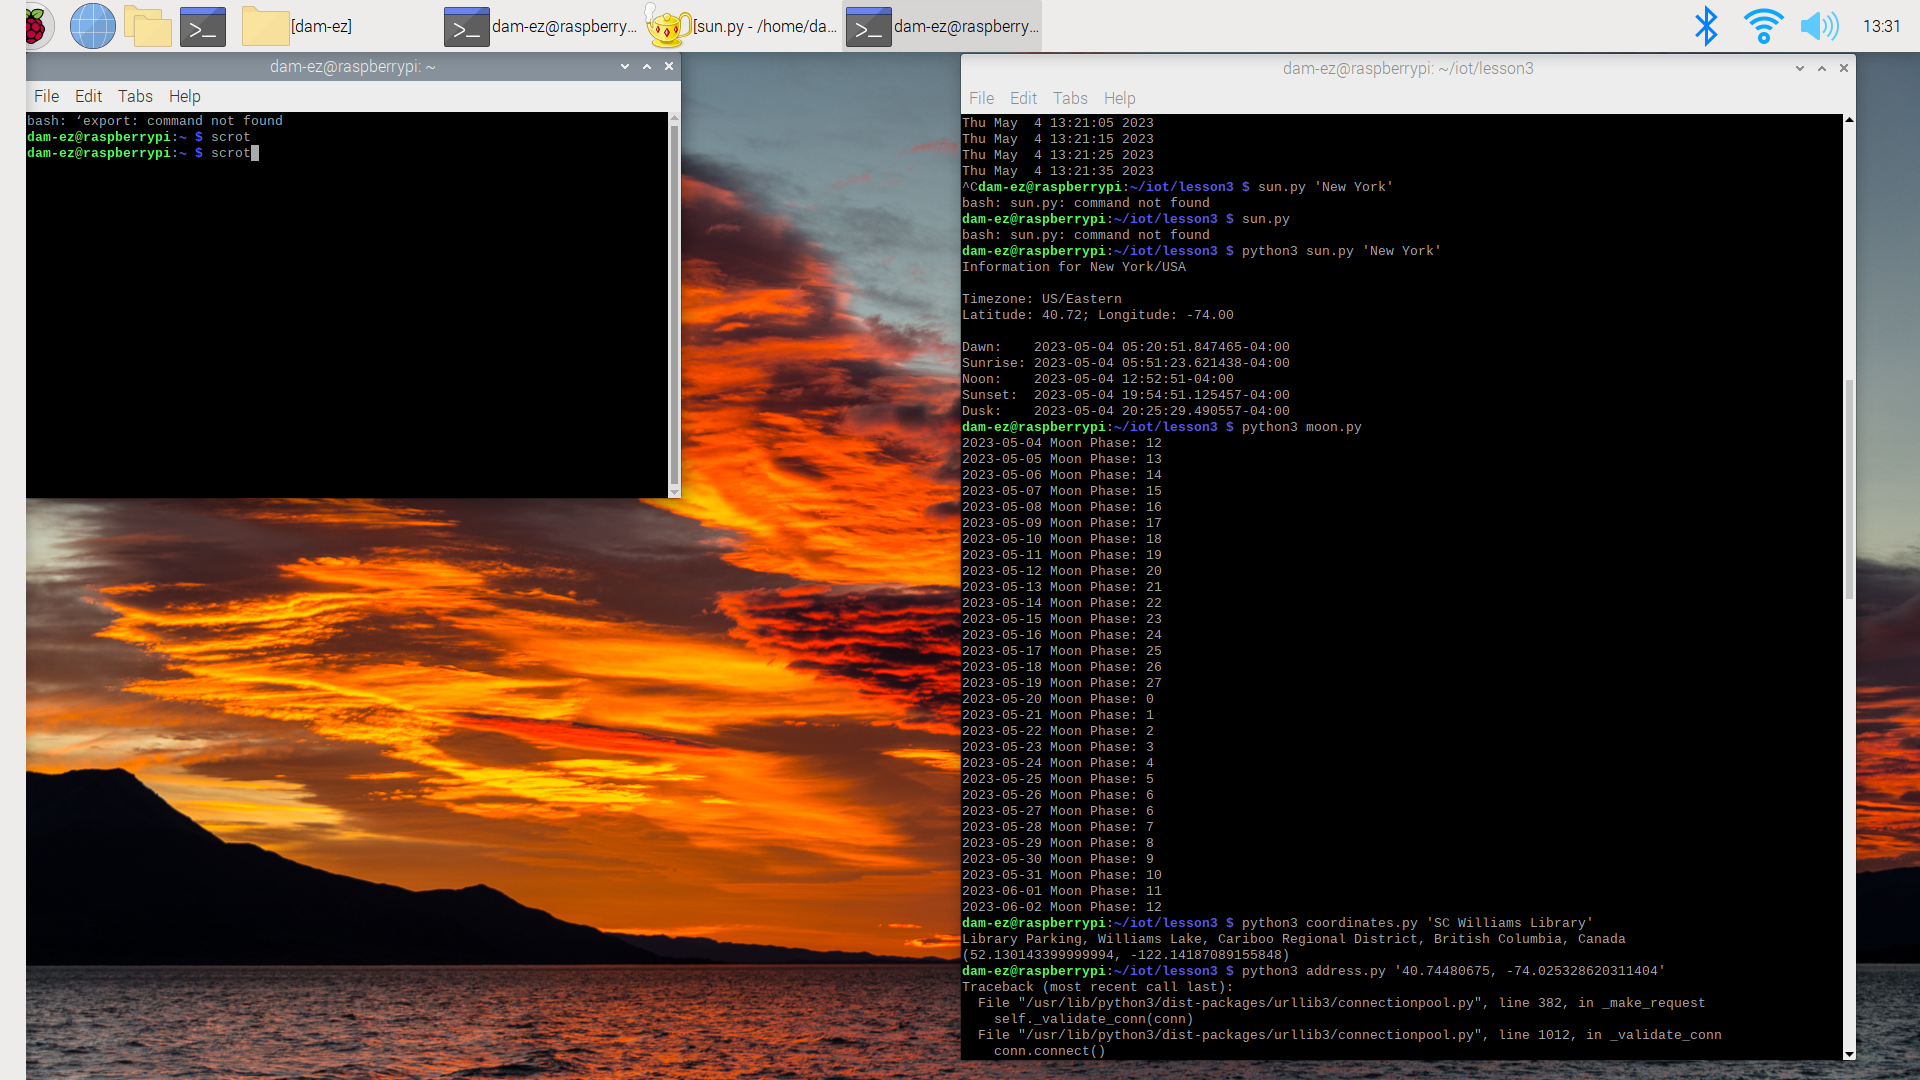 [dam-ez]
dam-ez@raspberry...
[sun.py - /home/da...
dam-ez@raspberry...
13:31
dam-ez@raspberrypi: ~
File Edit Tabs Help
bash: ‘export: command not found
dam-ez@raspberrypi:~ $ scrot
dam-ez@raspberrypi:~ $ scrot
dam-ez@raspberrypi: ~/iot/lesson3
File Edit Tabs Help
Thu May  4 13:21:05 2023
Thu May  4 13:21:15 2023
Thu May  4 13:21:25 2023
Thu May  4 13:21:35 2023
^Cdam-ez@raspberrypi:~/iot/lesson3 $ sun.py 'New York'
bash: sun.py: command not found
dam-ez@raspberrypi:~/iot/lesson3 $ sun.py
bash: sun.py: command not found
dam-ez@raspberrypi:~/iot/lesson3 $ python3 sun.py 'New York'
Information for New York/USA
Timezone: US/Eastern
Latitude: 40.72; Longitude: -74.00
Dawn:    2023-05-04 05:20:51.847465-04:00
Sunrise: 2023-05-04 05:51:23.621438-04:00
Noon:    2023-05-04 12:52:51-04:00
Sunset:  2023-05-04 19:54:51.125457-04:00
Dusk:    2023-05-04 20:25:29.490557-04:00
dam-ez@raspberrypi:~/iot/lesson3 $ python3 moon.py
2023-05-04 Moon Phase: 12
2023-05-05 Moon Phase: 13
2023-05-06 Moon Phase: 14
2023-05-07 Moon Phase: 15
2023-05-08 Moon Phase: 16
2023-05-09 Moon Phase: 17
2023-05-10 Moon Phase: 18
2023-05-11 Moon Phase: 19
2023-05-12 Moon Phase: 20
2023-05-13 Moon Phase: 21
2023-05-14 Moon Phase: 22
2023-05-15 Moon Phase: 23
2023-05-16 Moon Phase: 24
2023-05-17 Moon Phase: 25
2023-05-18 Moon Phase: 26
2023-05-19 Moon Phase: 27
2023-05-20 Moon Phase: 0
2023-05-21 Moon Phase: 1
2023-05-22 Moon Phase: 2
2023-05-23 Moon Phase: 3
2023-05-24 Moon Phase: 4
2023-05-25 Moon Phase: 5
2023-05-26 Moon Phase: 6
2023-05-27 Moon Phase: 6
2023-05-28 Moon Phase: 7
2023-05-29 Moon Phase: 8
2023-05-30 Moon Phase: 9
2023-05-31 Moon Phase: 10
2023-06-01 Moon Phase: 11
2023-06-02 Moon Phase: 12
dam-ez@raspberrypi:~/iot/lesson3 $ python3 coordinates.py 'SC Williams Library'
Library Parking, Williams Lake, Cariboo Regional District, British Columbia, Canada
(52.130143399999994, -122.14187089155848)
dam-ez@raspberrypi:~/iot/lesson3 $ python3 address.py '40.74480675, -74.025328620311404'
Traceback (most recent call last):
  File "/usr/lib/python3/dist-packages/urllib3/connectionpool.py", line 382, in _make_request
    self._validate_conn(conn)
  File "/usr/lib/python3/dist-packages/urllib3/connectionpool.py", line 1012, in _validate_conn
    conn.connect()